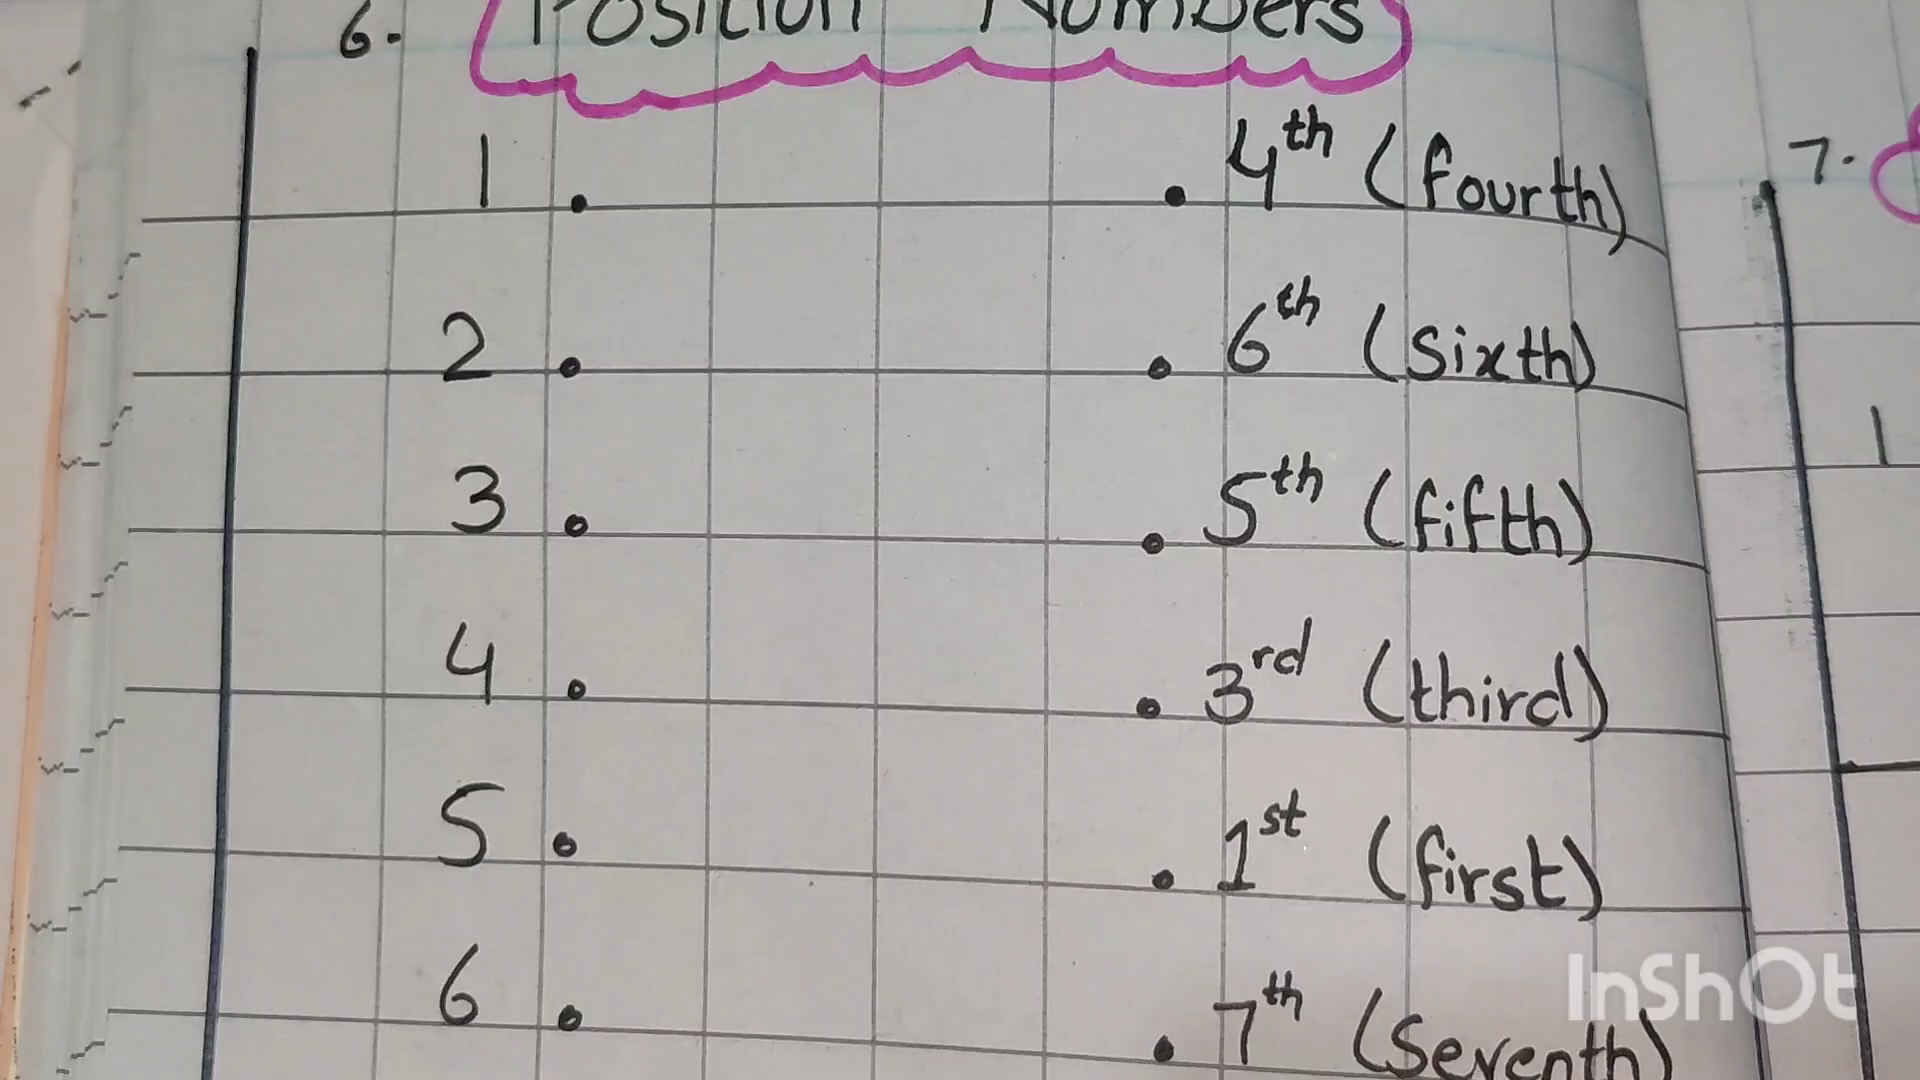 6. Position Numbers
1 . . 4th (fourth)
2 . . 6th (sixth)
3 . . 5th (fifth)
4 . . 3rd (third)
5 . . 1st (first)
6 . . 7th (seventh)
7.
1
InShOt